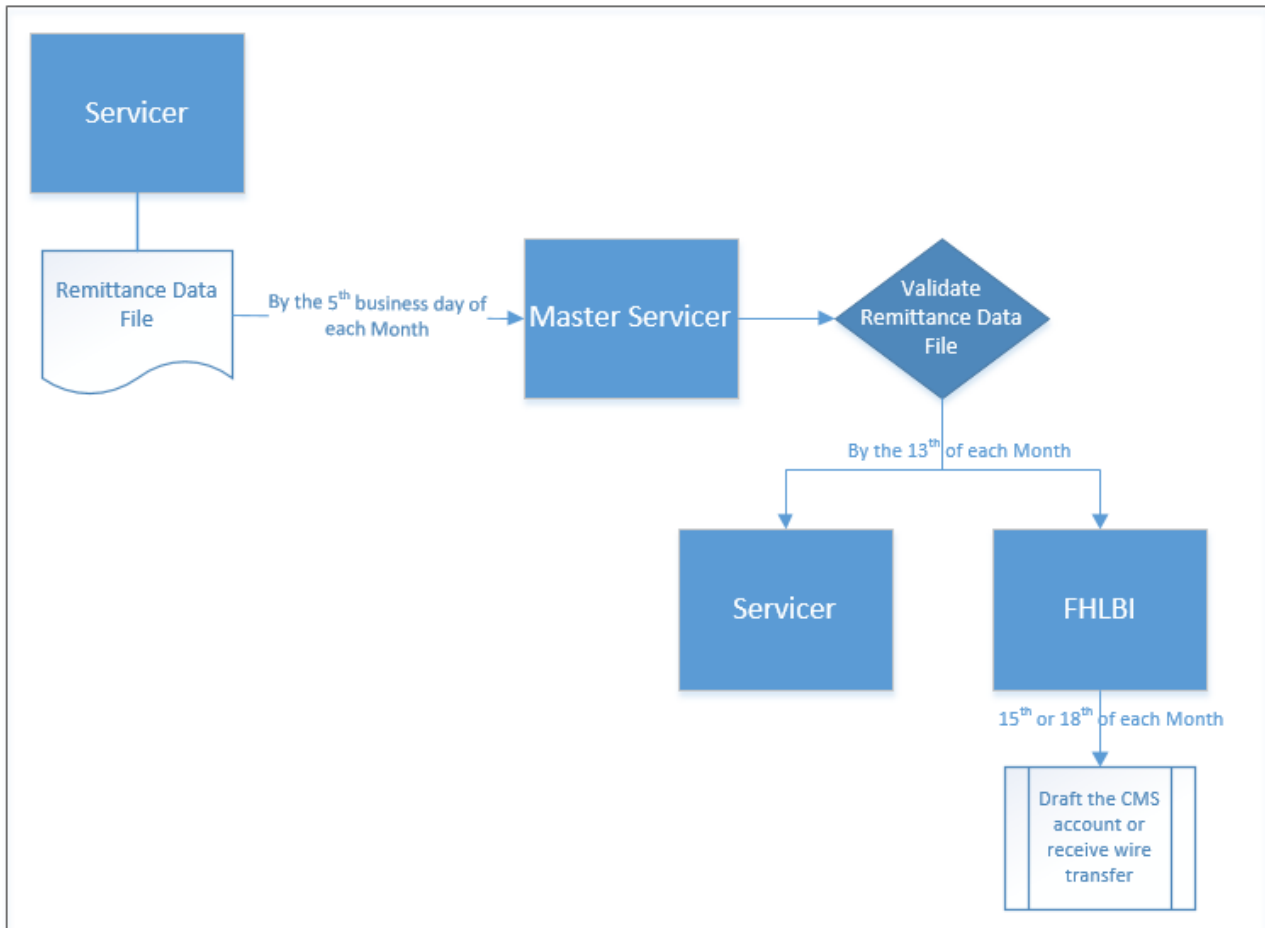 Servicer
Remittance Data
File
By the 5th business day of
each Month
Master Servicer
Validate
Remittance Data
File
By the 13th of each Month
Servicer
FHLBI
15th or 18th of each Month
Draft the CMS
account or
receive wire
transfer